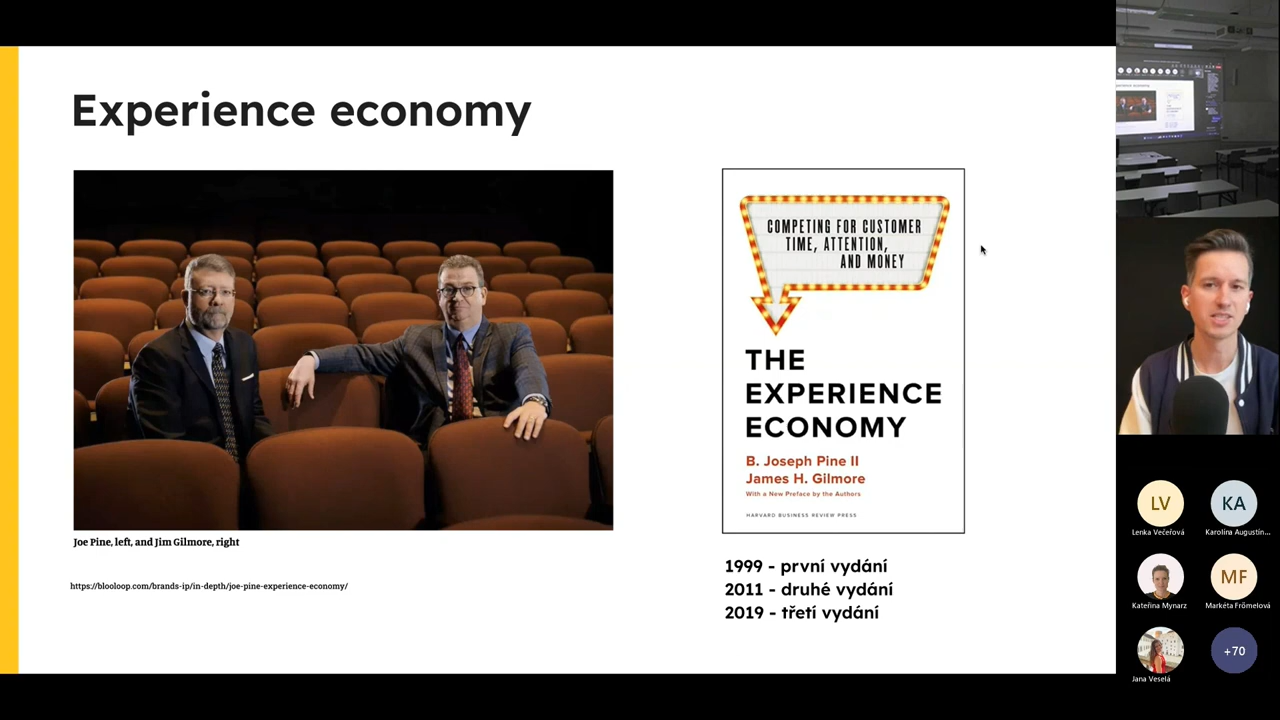 Experience economy
COMPETING FOR CUSTOMER
TIME, ATTENTION,
AND MONEY
THE
EXPERIENCE
ECONOMY
B. Joseph Pine II
James H. Gilmore
With a New Preface by the Authors
HARVARD BUSINESS REVIEW PRESS
Joe Pine, left, and Jim Gilmore, right
https://blooloop.com/brands-ip/in-depth/joe-pine-experience-economy/
1999 - první vydání
2011 - druhé vydání
2019 - třetí vydání
LV
KA
Lenka Večeřová
Karolína Augustín...
MF
Kateřina Mynarz
Markéta Frömelová
+70
Jana Veselá